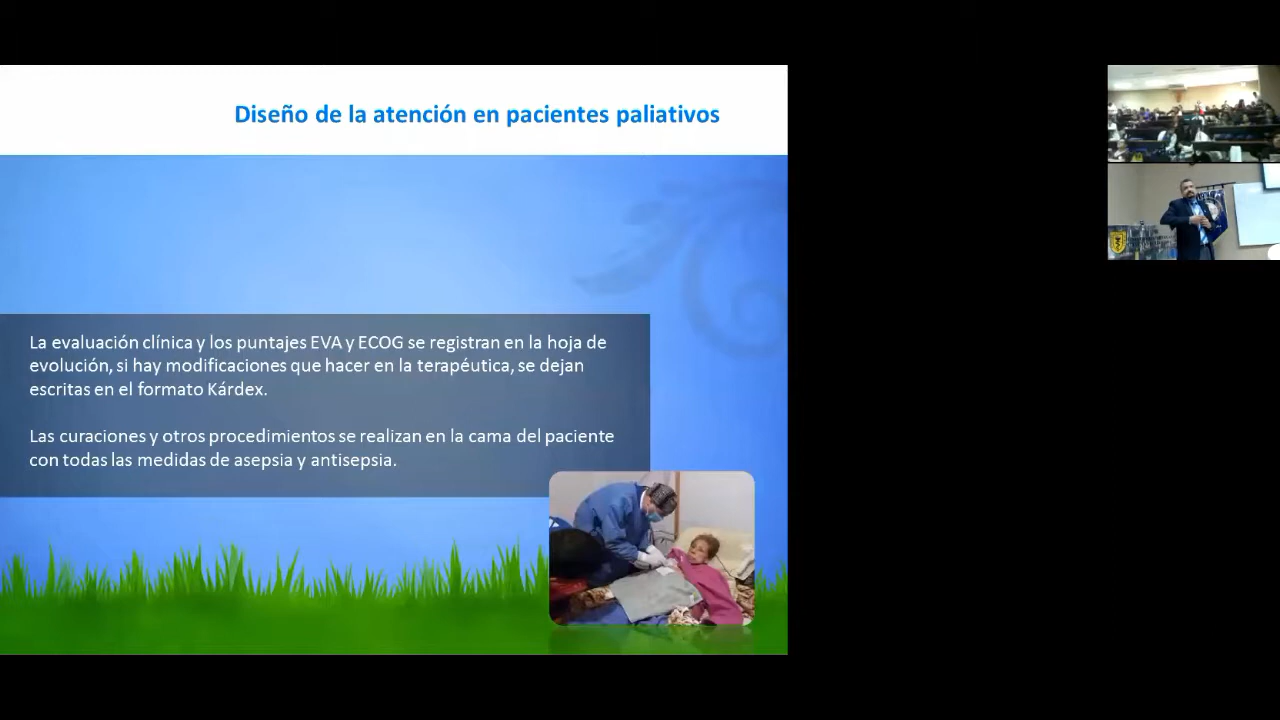 Diseño de la atención en pacientes paliativos
La evaluación clínica y los puntajes EVA y ECOG se registran en la hoja de
evolución, si hay modificaciones que hacer en la terapéutica, se dejan
escritas en el formato Kárdex.
Las curaciones y otros procedimientos se realizan en la cama del paciente
con todas las medidas de asepsia y antisepsia.